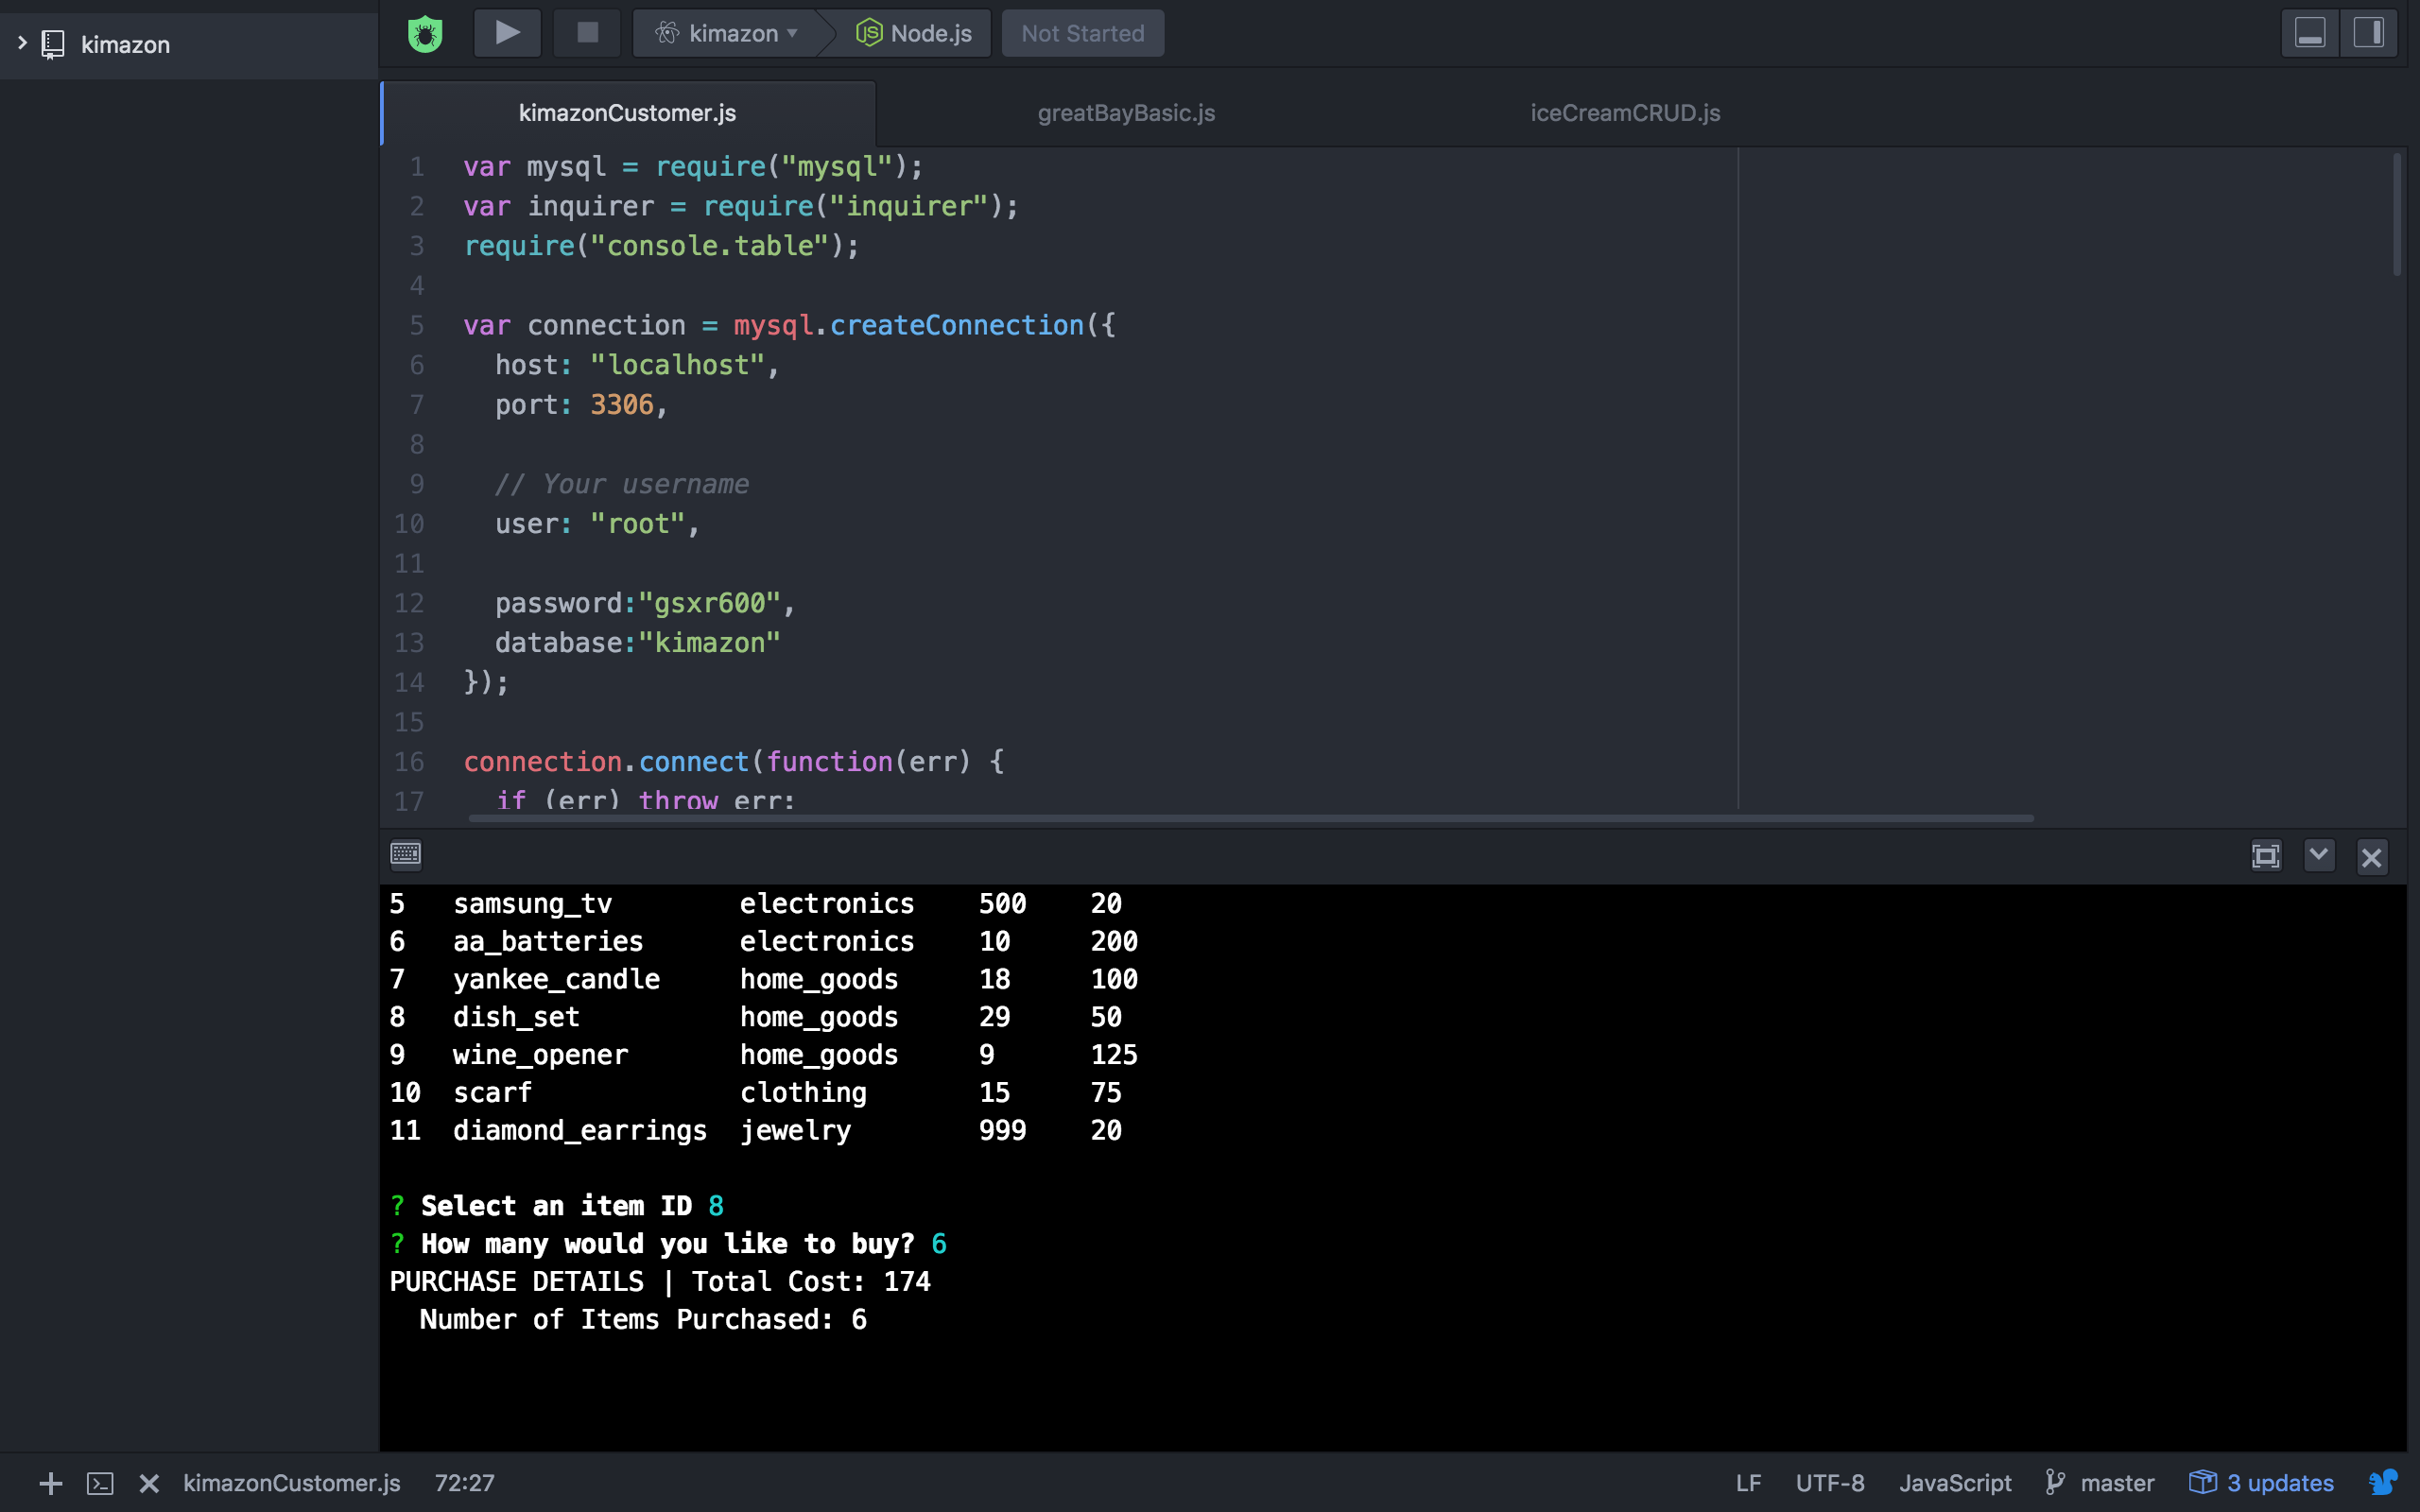 kimazon
kimazon Node.js Not Started
kimazonCustomer.js greatBayBasic.js iceCreamCRUD.js
1 var mysql = require("mysql");
2 var inquirer = require("inquirer");
3 require("console.table");
4
5 var connection = mysql.createConnection({
6 host: "localhost",
7 port: 3306,
8
9 // Your username
10 user: "root",
11
12 password:"gsxr600",
13 database:"kimazon"
14 });
15
16 connection.connect(function(err) {
17 if (err) throw err;
5 samsung_tv electronics 500 20
6 aa_batteries electronics 10 200
7 yankee_candle home_goods 18 100
8 dish_set home_goods 29 50
9 wine_opener home_goods 9 125
10 scarf clothing 15 75
11 diamond_earrings jewelry 999 20
? Select an item ID 8
? How many would you like to buy? 6
PURCHASE DETAILS | Total Cost: 174
Number of Items Purchased: 6
kimazonCustomer.js 72:27 LF UTF-8 JavaScript master 3 updates